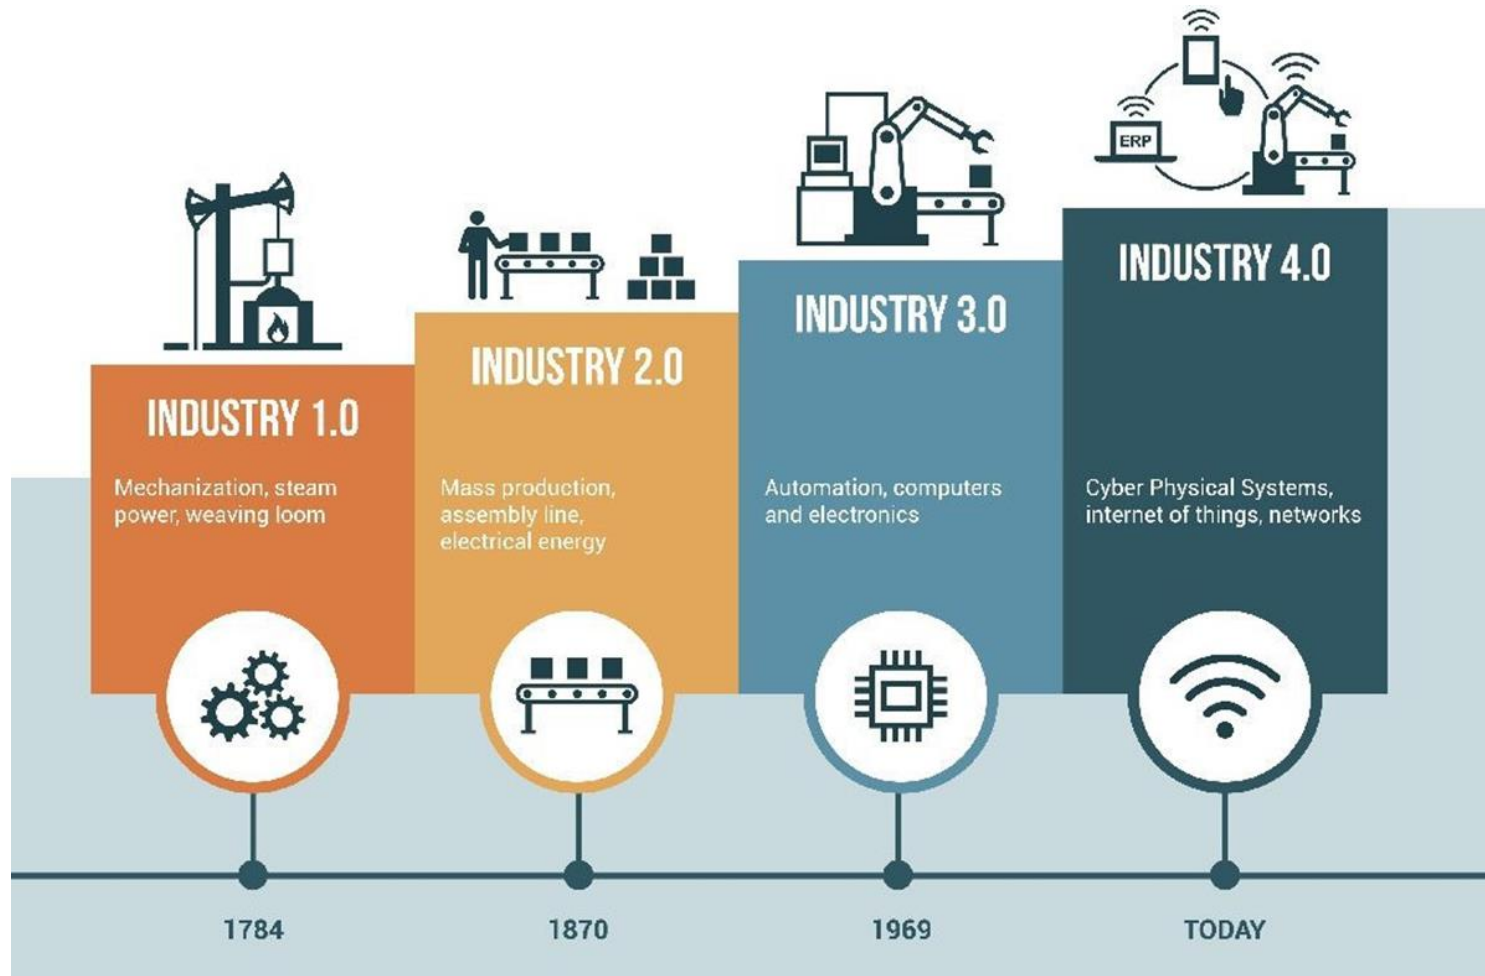 ERP
INDUSTRY 1.0
Mechanization, steam
power, weaving loom
INDUSTRY 2.0
Mass production,
assembly line,
electrical energy
INDUSTRY 3.0
Automation, computers
and electronics
INDUSTRY 4.0
Cyber Physical Systems,
internet of things, networks
1784
1870
1969
TODAY